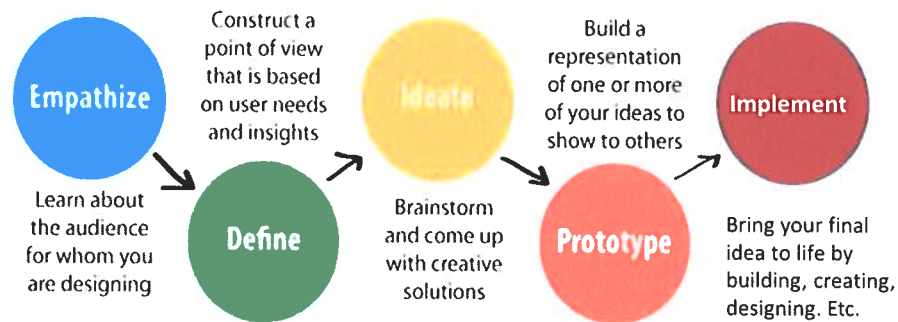 Empathize
Learn about
the audience
for whom you
are designing
Construct a
point of view
that is based
on user needs
and insights
Define
Ideate
Brainstorm
and come up
with creative
solutions
Build a
representation
of one or more
of your ideas to
show to others
Prototype
Implement
Bring your final
idea to life by
building, creating,
designing. Etc.